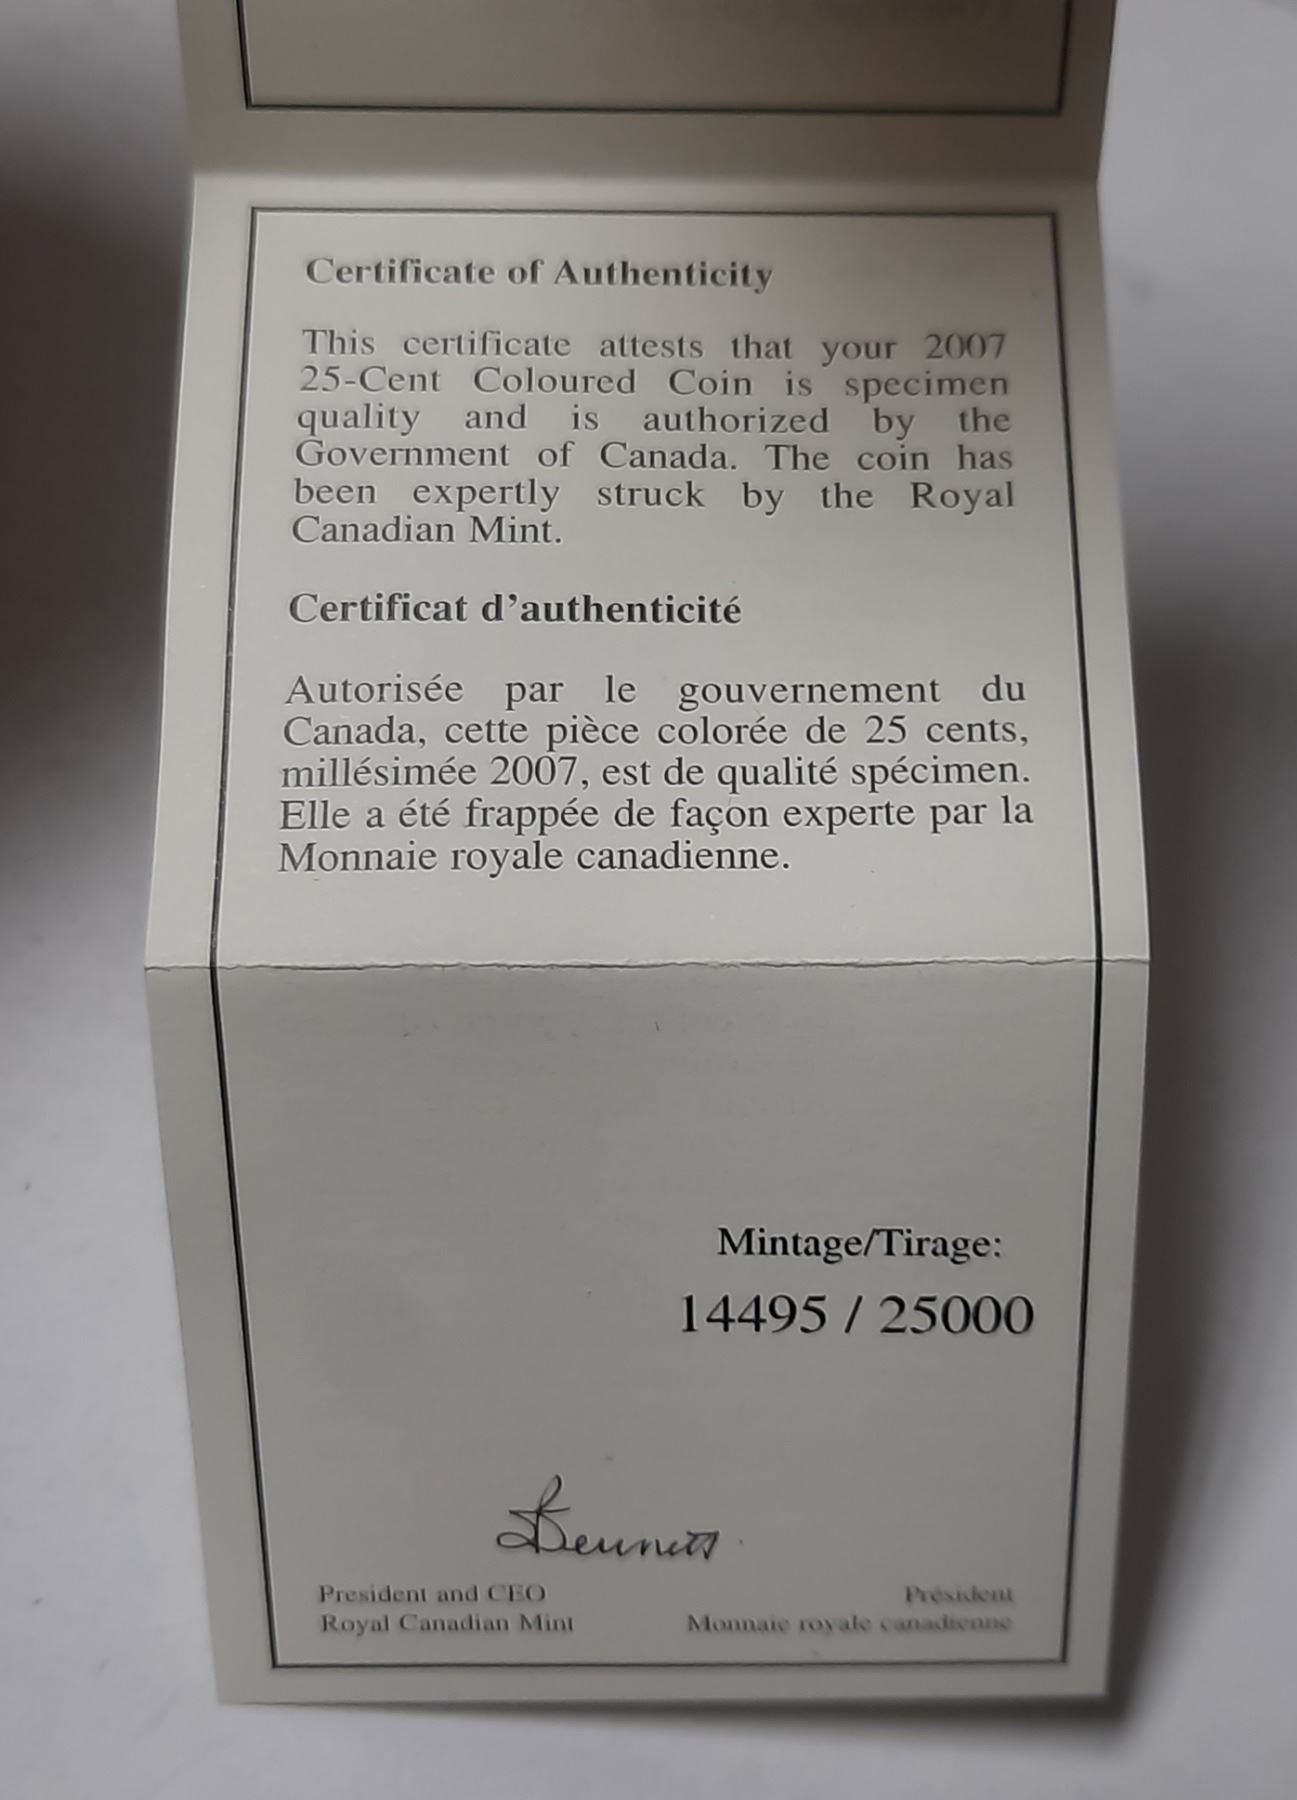 Certificate of Authenticity
This certificate attests that your 2007
25-Cent Coloured Coin is specimen
quality and is authorized by the
Government of Canada. The coin has
been expertly struck by the Royal
Canadian Mint.
Certificat d'authenticité
Autorisée par le gouvernement du
Canada, cette pièce colorée de 25 cents,
millésimée 2007, est de qualité spécimen.
Elle a été frappée de façon experte par la
Monnaie royale canadienne.
Mintage/Tirage:
14495 / 25000
Bennett
President and CEO
Royal Canadian Mint
Président
Monnaie royale canadienne